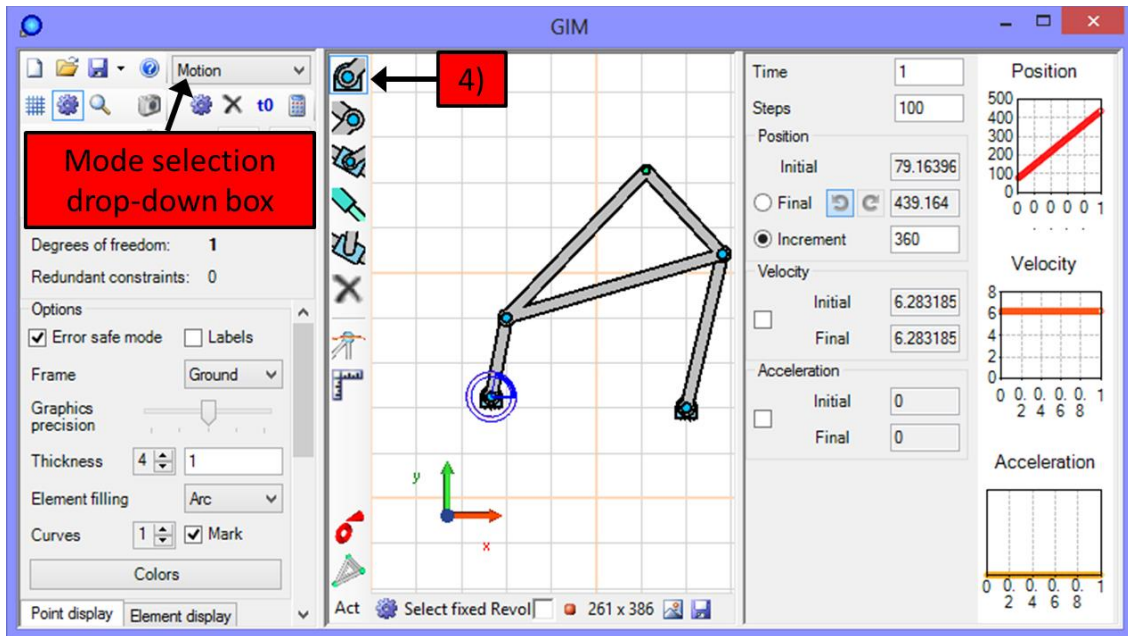 GIM
Motion
4)
t0
Mode selection
drop-down box
Degrees of freedom: 1
Redundant constraints: 0
Options
Error safe mode Labels
Frame Ground
Graphics
precision
Thickness 4 1
Element filling Arc
Curves 1 Mark
Colors
Point display Element display
y
x
Act Select fixed Revol 261 x 386
Time 1
Steps 100
Position
Initial 79.16396
Final 439.164
Increment 360
Velocity
Initial 6.283185
Final 6.283185
Acceleration
Initial 0
Final 0
Position
500
400
300
200
100
0
0 0 0 0 0 1
. . . .
Velocity
8
6
4
2
0
0 0. 0. 0. 0. 1
2 4 6 8
Acceleration
0 0. 0. 0. 0. 1
2 4 6 8